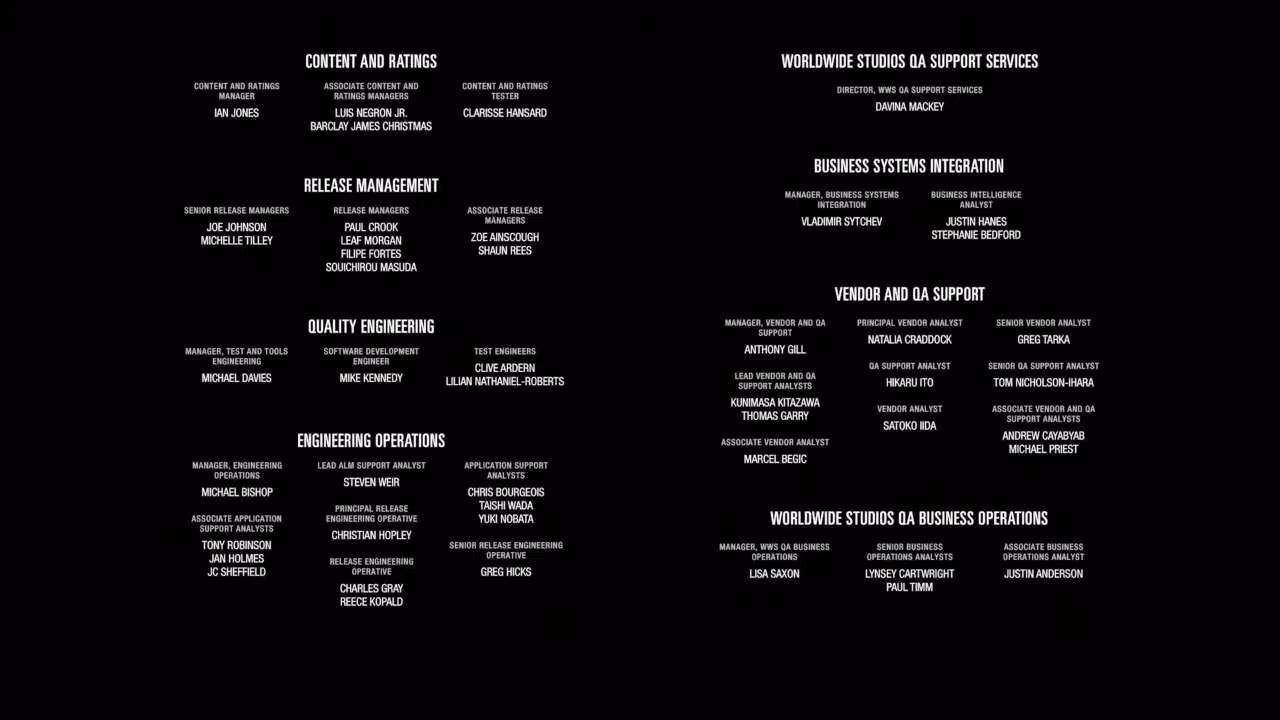 CONTENT AND RATINGS
CONTENT AND RATINGS
MANAGER
IAN JONES
ASSOCIATE CONTENT AND
RATINGS MANAGERS
LUIS NEGRON JR.
BARCLAY JAMES CHRISTMAS
CONTENT AND RATINGS
TESTER
CLARISSE HANSARD
RELEASE MANAGEMENT
SENIOR RELEASE MANAGERS
JOE JOHNSON
MICHELLE TILLEY
RELEASE MANAGERS
PAUL CROOK
LEAF MORGAN
FILIPE FORTES
SOUICHIROU MASUDA
ASSOCIATE RELEASE
MANAGERS
ZOE AINSCOUGH
SHAUN REES
QUALITY ENGINEERING
MANAGER, TEST AND TOOLS
ENGINEERING
MICHAEL DAVIES
SOFTWARE DEVELOPMENT
ENGINEER
MIKE KENNEDY
TEST ENGINEERS
CLIVE ARDERN
LILIAN NATHANIEL-ROBERTS
ENGINEERING OPERATIONS
MANAGER, ENGINEERING
OPERATIONS
MICHAEL BISHOP
ASSOCIATE APPLICATION
SUPPORT ANALYSTS
TONY ROBINSON
JAN HOLMES
JC SHEFFIELD
LEAD ALM SUPPORT ANALYST
STEVEN WEIR
PRINCIPAL RELEASE
ENGINEERING OPERATIVE
CHRISTIAN HOPLEY
RELEASE ENGINEERING
OPERATIVE
CHARLES GRAY
REECE KOPALD
APPLICATION SUPPORT
ANALYSTS
CHRIS BOURGEOIS
TAISHI WADA
YUKI NOBATA
SENIOR RELEASE ENGINEERING
OPERATIVE
GREG HICKS
WORLDWIDE STUDIOS QA SUPPORT SERVICES
DIRECTOR, WWS QA SUPPORT SERVICES
DAVINA MACKEY
BUSINESS SYSTEMS INTEGRATION
MANAGER, BUSINESS SYSTEMS
INTEGRATION
VLADIMIR SYTCHEV
BUSINESS INTELLIGENCE
ANALYST
JUSTIN HANES
STEPHANIE BEDFORD
VENDOR AND QA SUPPORT
MANAGER, VENDOR AND QA
SUPPORT
ANTHONY GILL
LEAD VENDOR AND QA
SUPPORT ANALYSTS
KUNIMASA KITAZAWA
THOMAS GARRY
ASSOCIATE VENDOR ANALYST
MARCEL BEGIC
PRINCIPAL VENDOR ANALYST
NATALIA CRADDOCK
QA SUPPORT ANALYST
HIKARU ITO
VENDOR ANALYST
SATOKO IIDA
SENIOR VENDOR ANALYST
GREG TARKA
SENIOR QA SUPPORT ANALYST
TOM NICHOLSON-IHARA
ASSOCIATE VENDOR AND QA
SUPPORT ANALYSTS
ANDREW CAYABYAB
MICHAEL PRIEST
WORLDWIDE STUDIOS QA BUSINESS OPERATIONS
MANAGER, WWS QA BUSINESS
OPERATIONS
LISA SAXON
SENIOR BUSINESS
OPERATIONS ANALYSTS
LYNSEY CARTWRIGHT
PAUL TIMM
ASSOCIATE BUSINESS
OPERATIONS ANALYST
JUSTIN ANDERSON